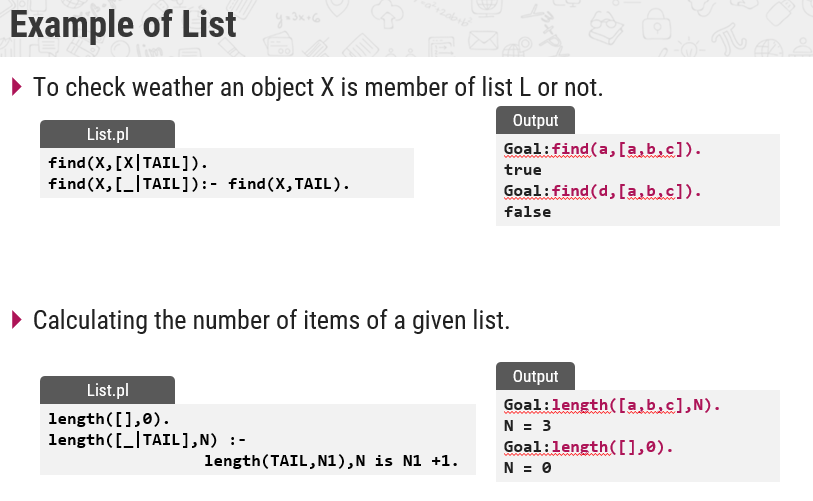 Example of List
To check weather an object X is member of list L or not.
List.pl
find(X,[X|TAIL]).
find(X,[_|TAIL]):- find(X,TAIL).
Output
Goal:find(a,[a,b,c]).
true
Goal:find(d,[a,b,c]).
false
Calculating the number of items of a given list.
List.pl
length([],0).
length([_|TAIL],N) :-
length(TAIL,N1),N is N1 +1.
Output
Goal:length([a,b,c],N).
N = 3
Goal:length([],0).
N = 0